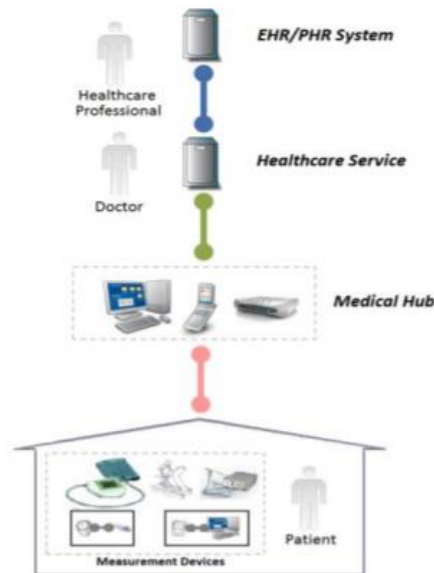 EHR/PHR System
Healthcare
Professional
Healthcare Service
Doctor
Medical Hub
Patient
Measurement Devices